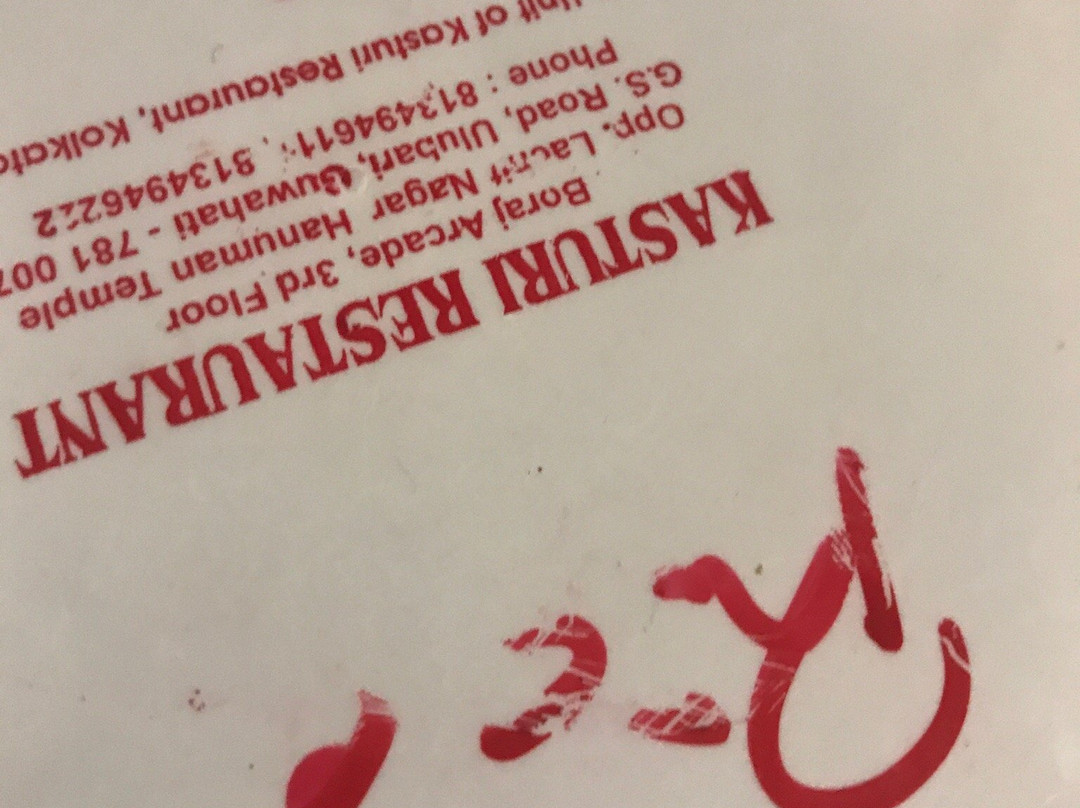 KASTURI RESTAURANT
Boraj Arcade, 3rd Floor
Opp. Lachit Nagar Hanuman Temple
G.S. Road, Ulubari, Guwahati - 781 007
Phone : 8134946111, 8134946222
Unit of Kasturi Restaurant, Kolkata